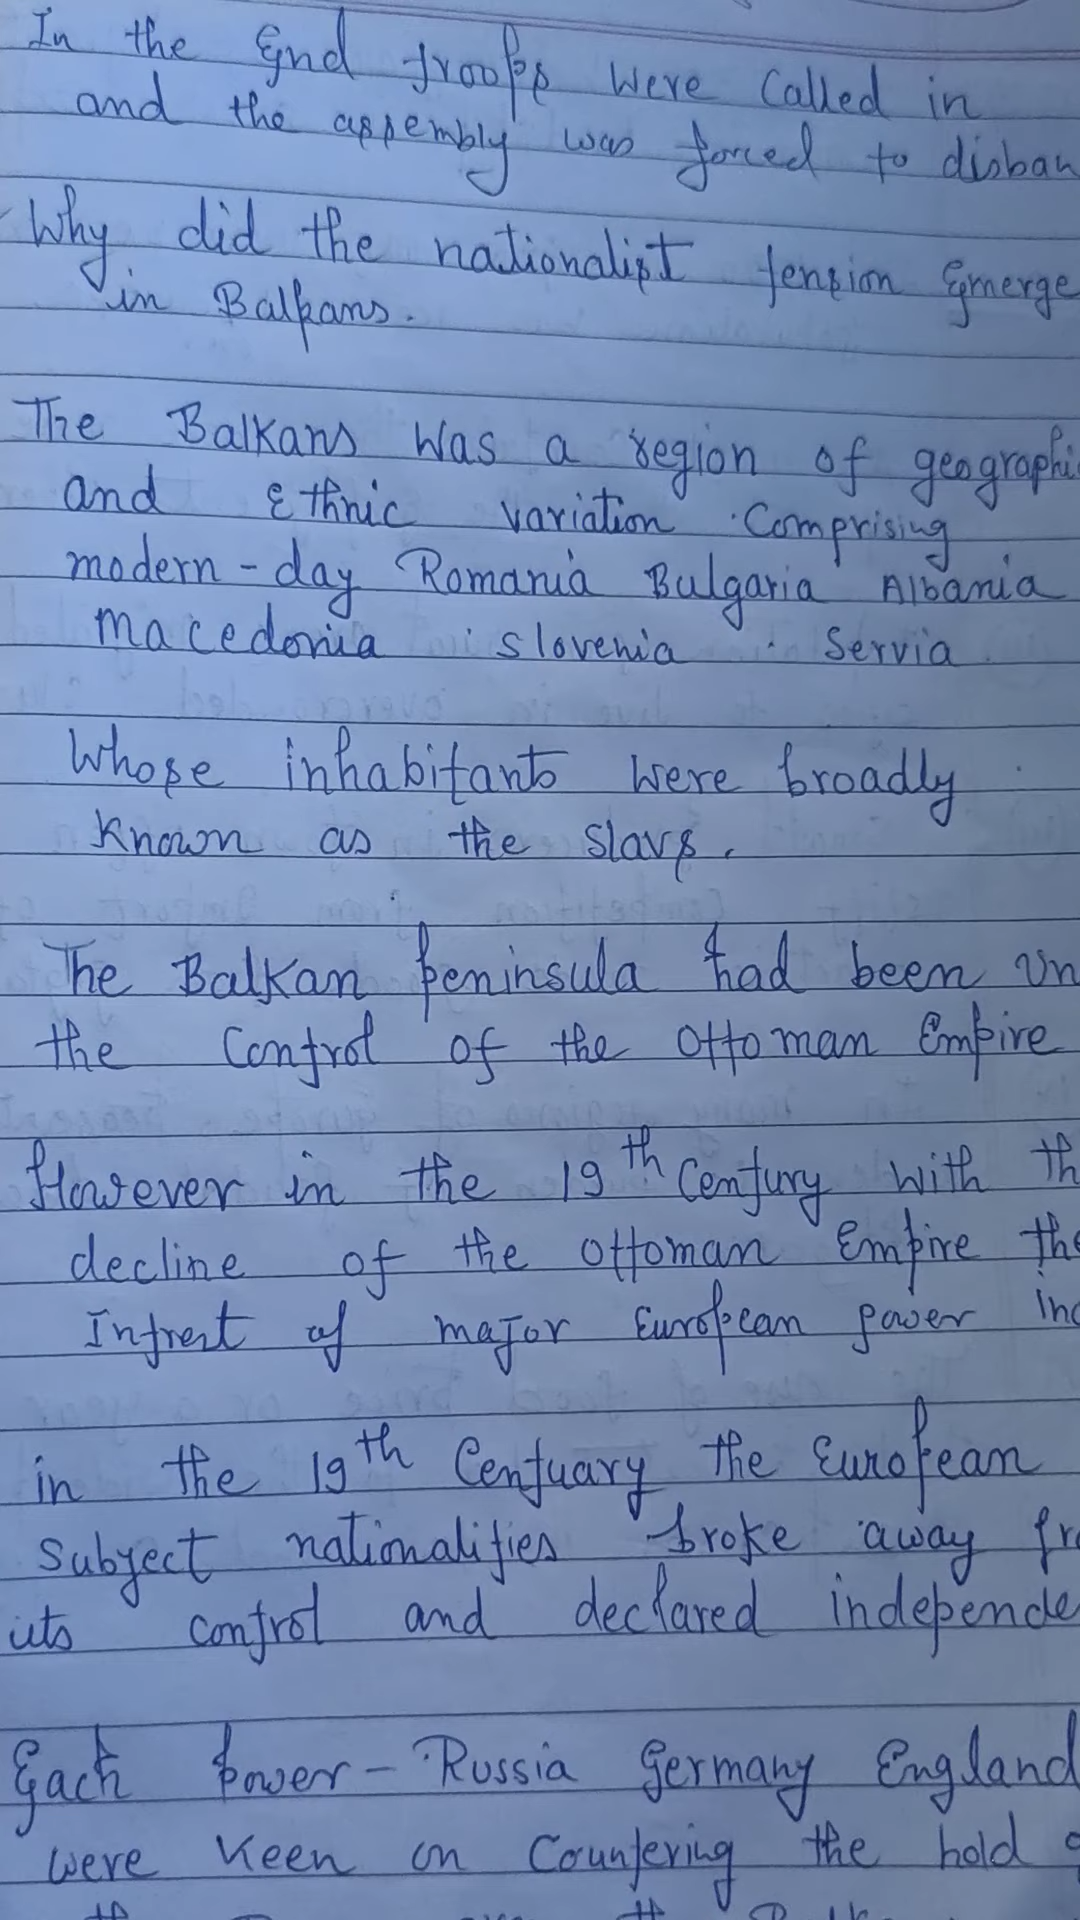 In the End troops were Called in
and the assembly was forced to disban
Why did the nationalist tension Emerge
in Balkans.
The Balkans was a region of geographi
and Ethnic variation Comprising
modern-day Romania Bulgaria Albania
Macedonia slovenia Servia
Whose inhabitants were broadly
Known as the slavs.
The Balkan peninsula had been un
the Control of the Ottoman Empire
However in the 19th Century With th
decline of the Ottoman Empire the
Intrest of major European power inc
in the 19th Centuary the European
subject nationalities broke away fro
its control and declared independe
Each power - Russia Germany England
were Keen on Countering the hold